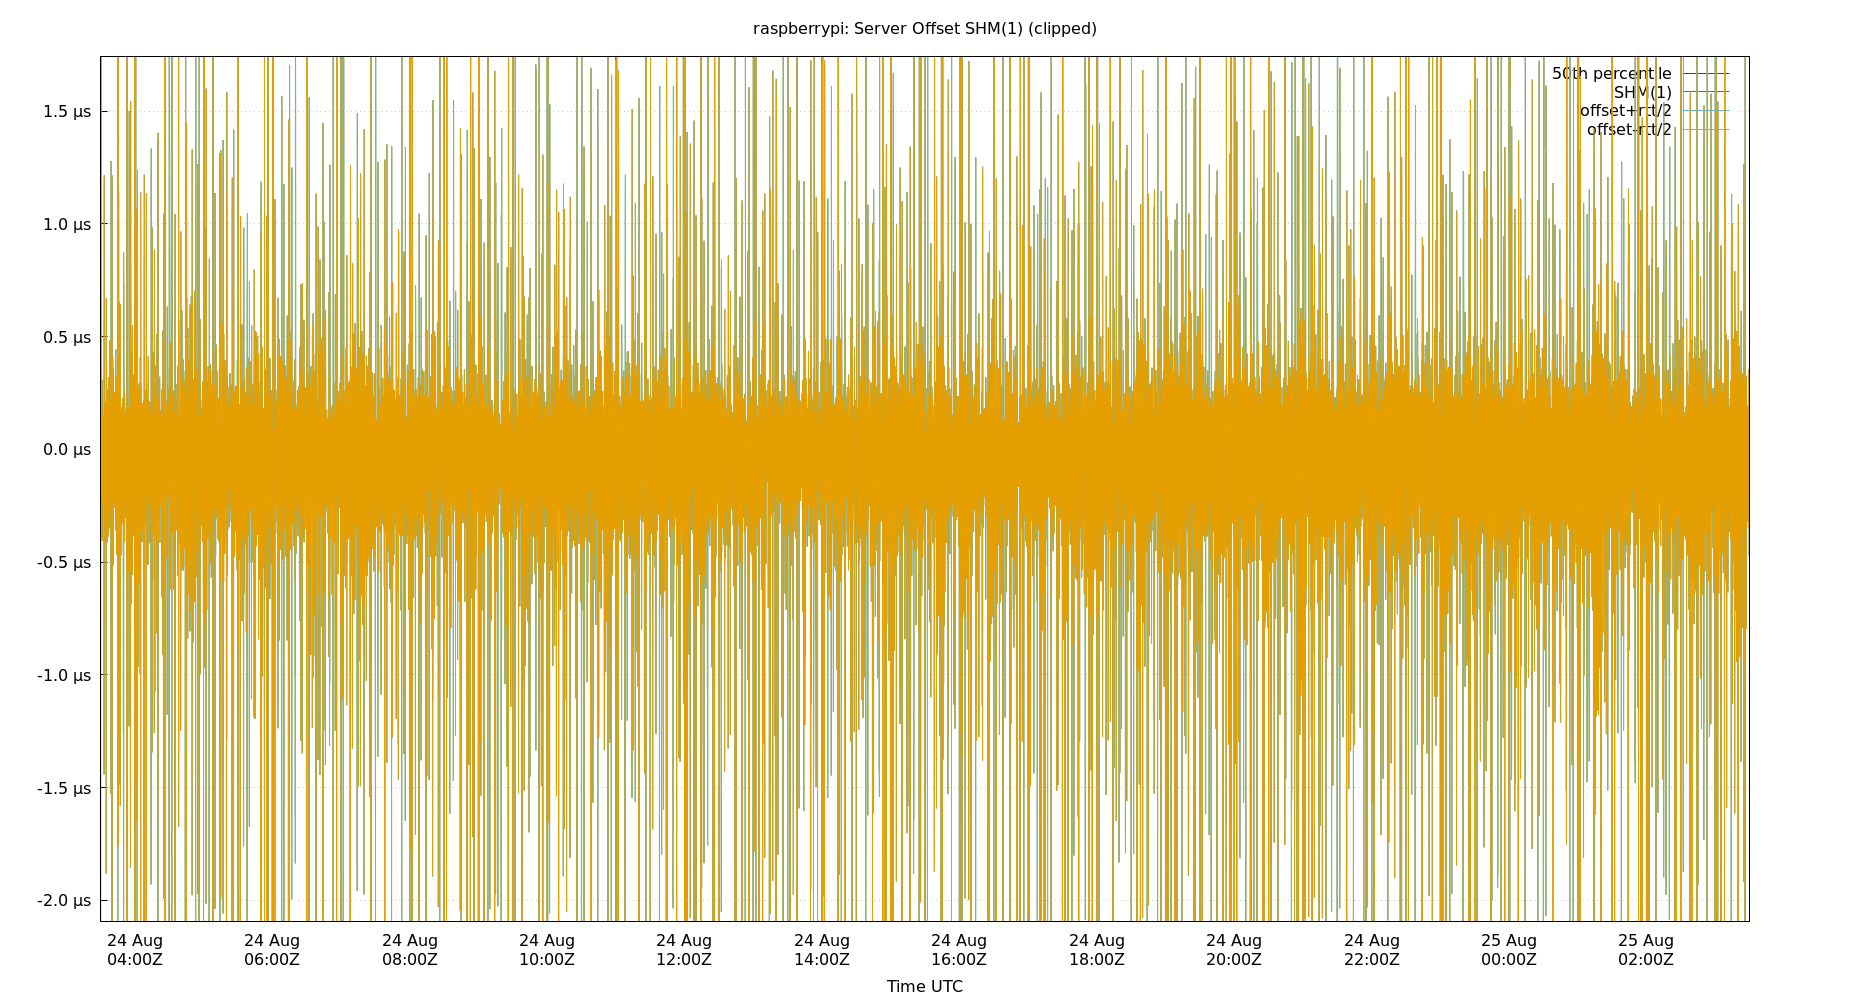 raspberrypi: Server Offset SHM(1) (clipped)
50th percentile
SHM(1)
offset+rtt/2
offset-rtt/2
1.5 µs
1.0 µs
0.5 µs
0.0 µs
-0.5 µs
-1.0 µs
-1.5 µs
-2.0 µs
24 Aug 24 Aug 24 Aug 24 Aug 24 Aug 24 Aug 24 Aug 24 Aug 24 Aug 24 Aug 25 Aug 25 Aug
04:00Z 06:00Z 08:00Z 10:00Z 12:00Z 14:00Z 16:00Z 18:00Z 20:00Z 22:00Z 00:00Z 02:00Z
Time UTC